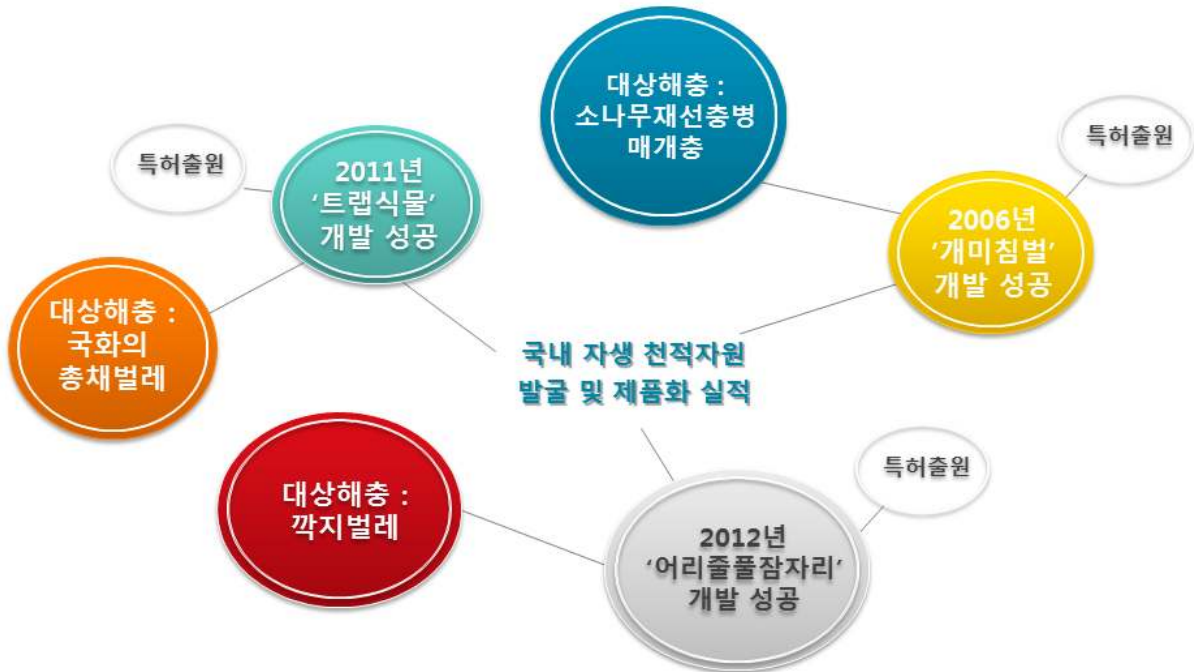 대상해충 :
소나무재선충병
매개충
특허출원
특허출원
2011년
‘트랩식물’
개발 성공
2006년
‘개미침벌’
개발 성공
대상해충 :
국화의
총채벌레
국내 자생 천적자원
발굴 및 제품화 실적
특허출원
대상해충 :
깍지벌레
2012년
‘어리줄풀잠자리’
개발 성공